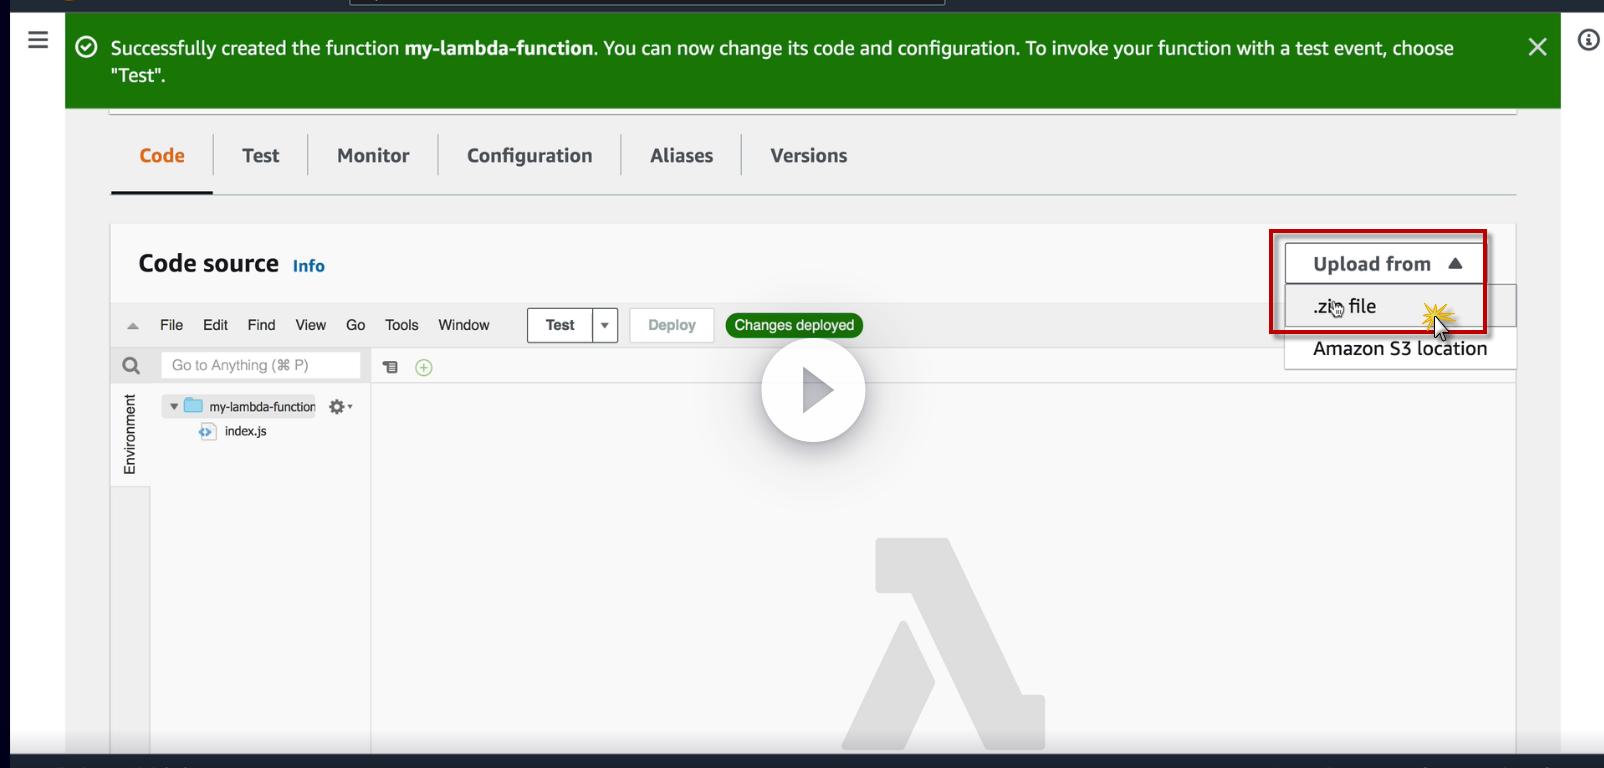 Successfully created the function my-lambda-function. You can now change its code and configuration. To invoke your function with a test event, choose
"Test".
Code
Test
Monitor
Configuration
Aliases
Versions
Code source Info
Upload from
.zip file
Amazon S3 location
File Edit Find View Go Tools Window
Test
Deploy
Changes deployed
Go to Anything (⌘ P)
Environment
my-lambda-function
index.js